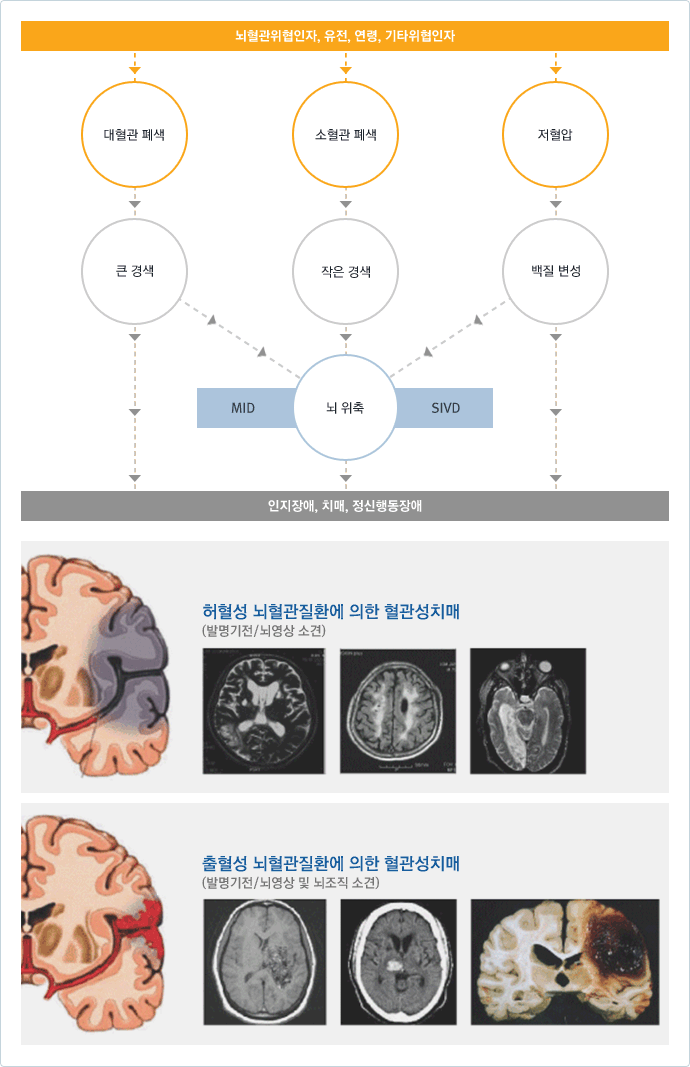 뇌혈관위협인자, 유전, 연령, 기타위협인자
대혈관 폐색
소혈관 폐색
저혈압
큰 경색
작은 경색
백질 변성
MID
뇌 위축
SIVD
인지장애, 치매, 정신행동장애
허혈성 뇌혈관질환에 의한 혈관성치매
(발명기전/뇌영상 소견)
출혈성 뇌혈관질환에 의한 혈관성치매
(발명기전/뇌영상 및 뇌조직 소견)